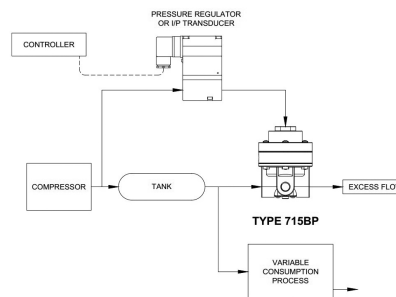 PRESSURE REGULATOR
OR I/P TRANSDUCER
CONTROLLER
COMPRESSOR
TANK
EXCESS FLOW
TYPE 715BP
VARIABLE
CONSUMPTION
PROCESS